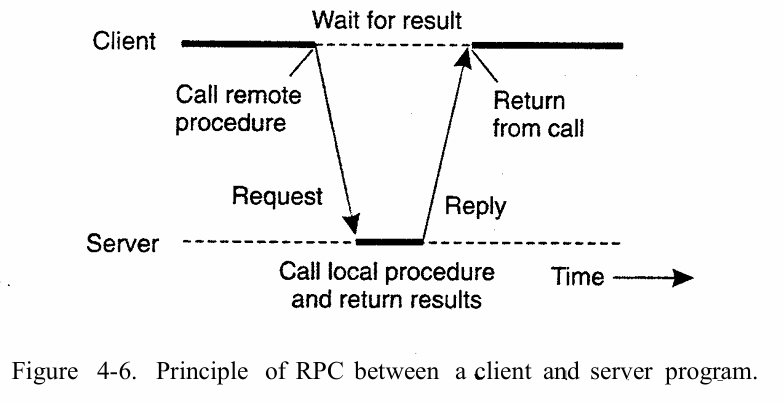 Wait for result
Client
Call remote
procedure
Return
from call
Request
Reply
Server
Call local procedure
and return results
Time
Figure 4-6. Principle of RPC between a client and server program.